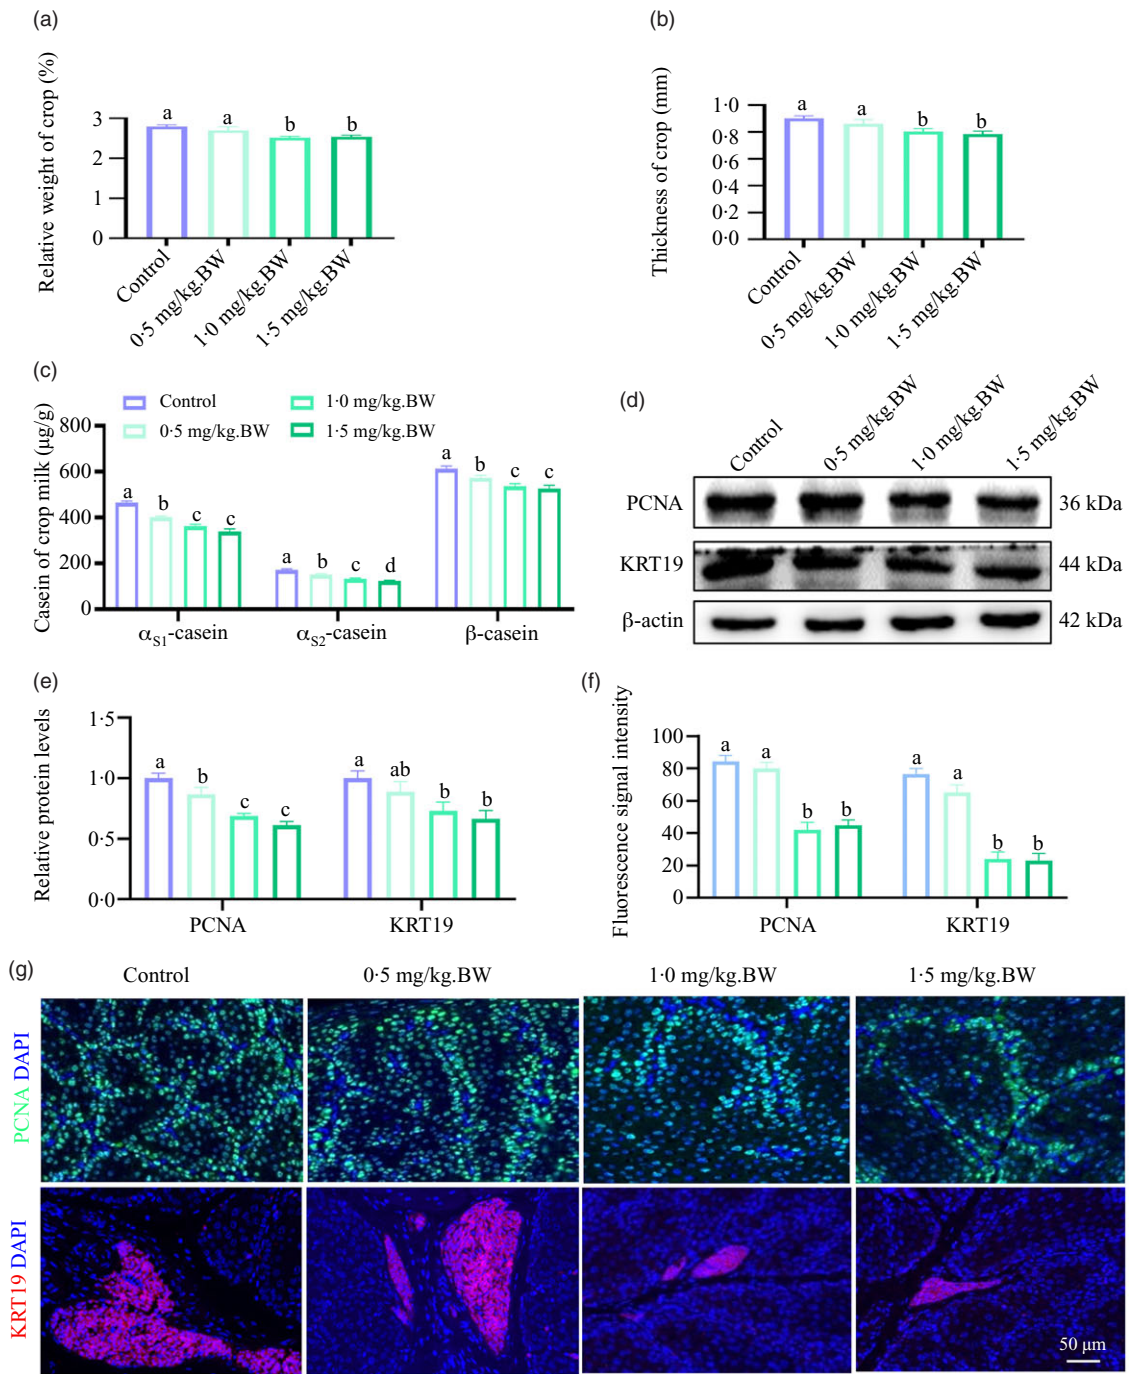 (a)
Relative weight of crop (%)
3
2
1
0
a
a
b
b
Control
0·5 mg/kg.BW
1·0 mg/kg.BW
1·5 mg/kg.BW
(b)
Thickness of crop (mm)
1·0
0·8
0·6
0·4
0·2
0·0
a
a
b
b
Control
0·5 mg/kg.BW
1·0 mg/kg.BW
1·5 mg/kg.BW
(c)
Control
1·0 mg/kg.BW
0·5 mg/kg.BW
1·5 mg/kg.BW
Casein of crop milk (μg/g)
800
600
400
200
0
a
b
c
c
a
b
c
d
a
b
c
c
αS1-casein
αS2-casein
β-casein
(d)
Control
0·5 mg/kg.BW
1·0 mg/kg.BW
1·5 mg/kg.BW
PCNA
36 kDa
KRT19
44 kDa
β-actin
42 kDa
(e)
Relative protein levels
1·5
1·0
0·5
0·0
a
b
c
c
a
ab
b
b
PCNA
KRT19
(f)
Fluorescence signal intensity
100
80
60
40
20
0
a
a
b
b
a
a
b
b
PCNA
KRT19
(g)
Control
0·5 mg/kg.BW
1·0 mg/kg.BW
1·5 mg/kg.BW
PCNA DAPI
KRT19 DAPI
50 μm